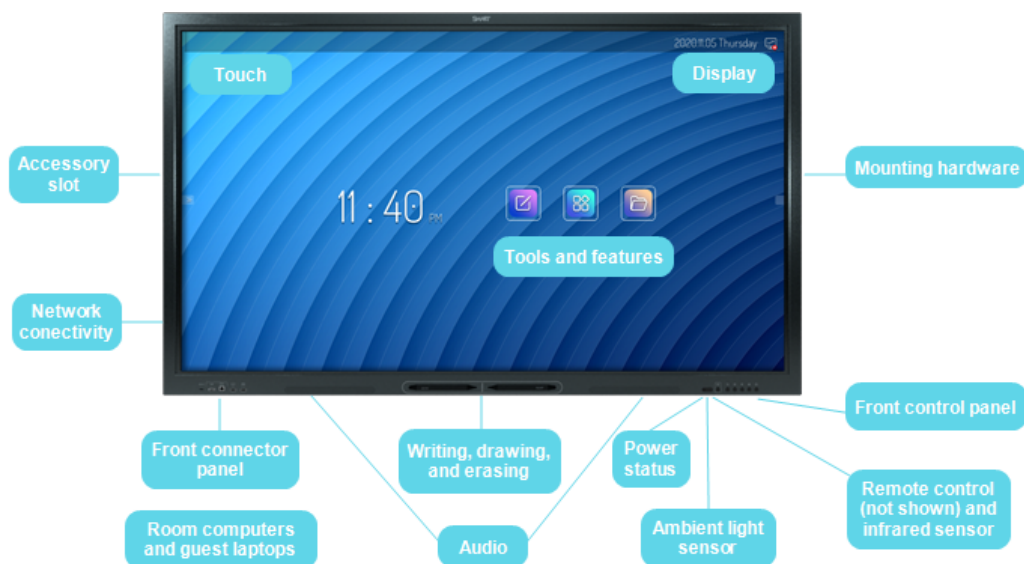 SMART
2020.11.05 Thursday
Touch
Display
Accessory
slot
Mounting hardware
11 : 40 PM
Tools and features
Network
conectivity
Front control panel
Front connector
panel
Writing, drawing,
and erasing
Power
status
Remote control
(not shown) and
infrared sensor
Room computers
and guest laptops
Audio
Ambient light
sensor